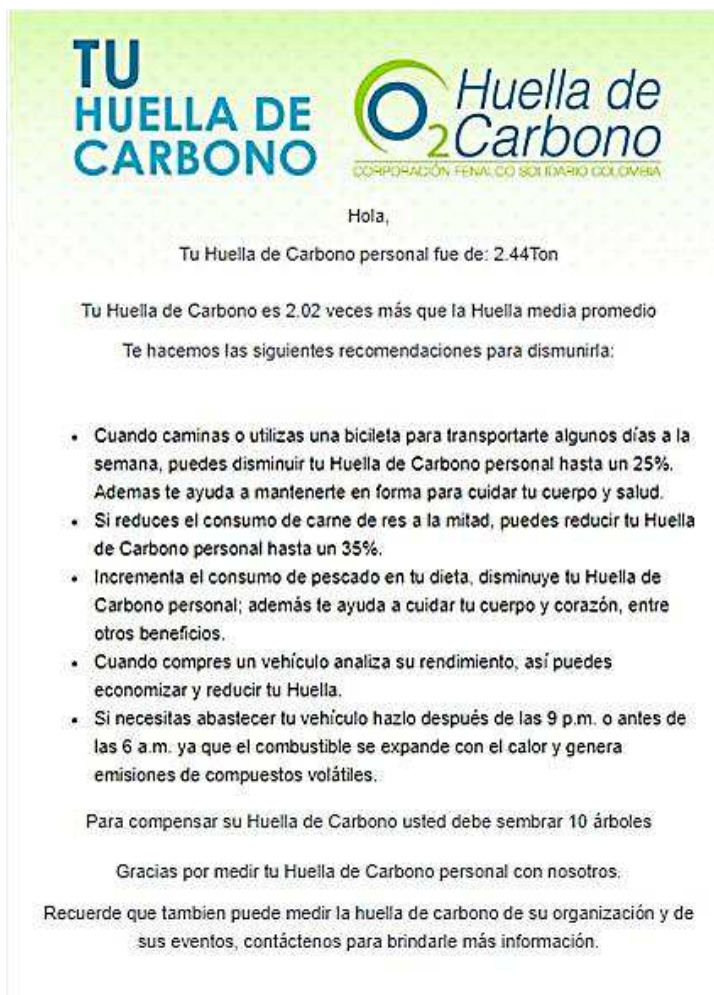 TU
HUELLA DE
CARBONO
O2 Huella de
Carbono
CORPORACIÓN FENALCO SOLIDARIO COLOMBIA
Hola,
Tu Huella de Carbono personal fue de: 2.44Ton
Tu Huella de Carbono es 2.02 veces más que la Huella media promedio
Te hacemos las siguientes recomendaciones para dismunirla:
• Cuando caminas o utilizas una bicileta para transportarte algunos días a la
semana, puedes disminuir tu Huella de Carbono personal hasta un 25%.
Ademas te ayuda a mantenerte en forma para cuidar tu cuerpo y salud.
• Si reduces el consumo de carne de res a la mitad, puedes reducir tu Huella
de Carbono personal hasta un 35%.
• Incrementa el consumo de pescado en tu dieta, disminuye tu Huella de
Carbono personal; además te ayuda a cuidar tu cuerpo y corazón, entre
otros beneficios.
• Cuando compres un vehículo analiza su rendimiento, así puedes
economizar y reducir tu Huella.
• Si necesitas abastecer tu vehículo hazlo después de las 9 p.m. o antes de
las 6 a.m. ya que el combustible se expande con el calor y genera
emisiones de compuestos volátiles.
Para compensar su Huella de Carbono usted debe sembrar 10 árboles
Gracias por medir tu Huella de Carbono personal con nosotros.
Recuerde que tambien puede medir la huella de carbono de su organización y de
sus eventos, contáctenos para brindarle más información.